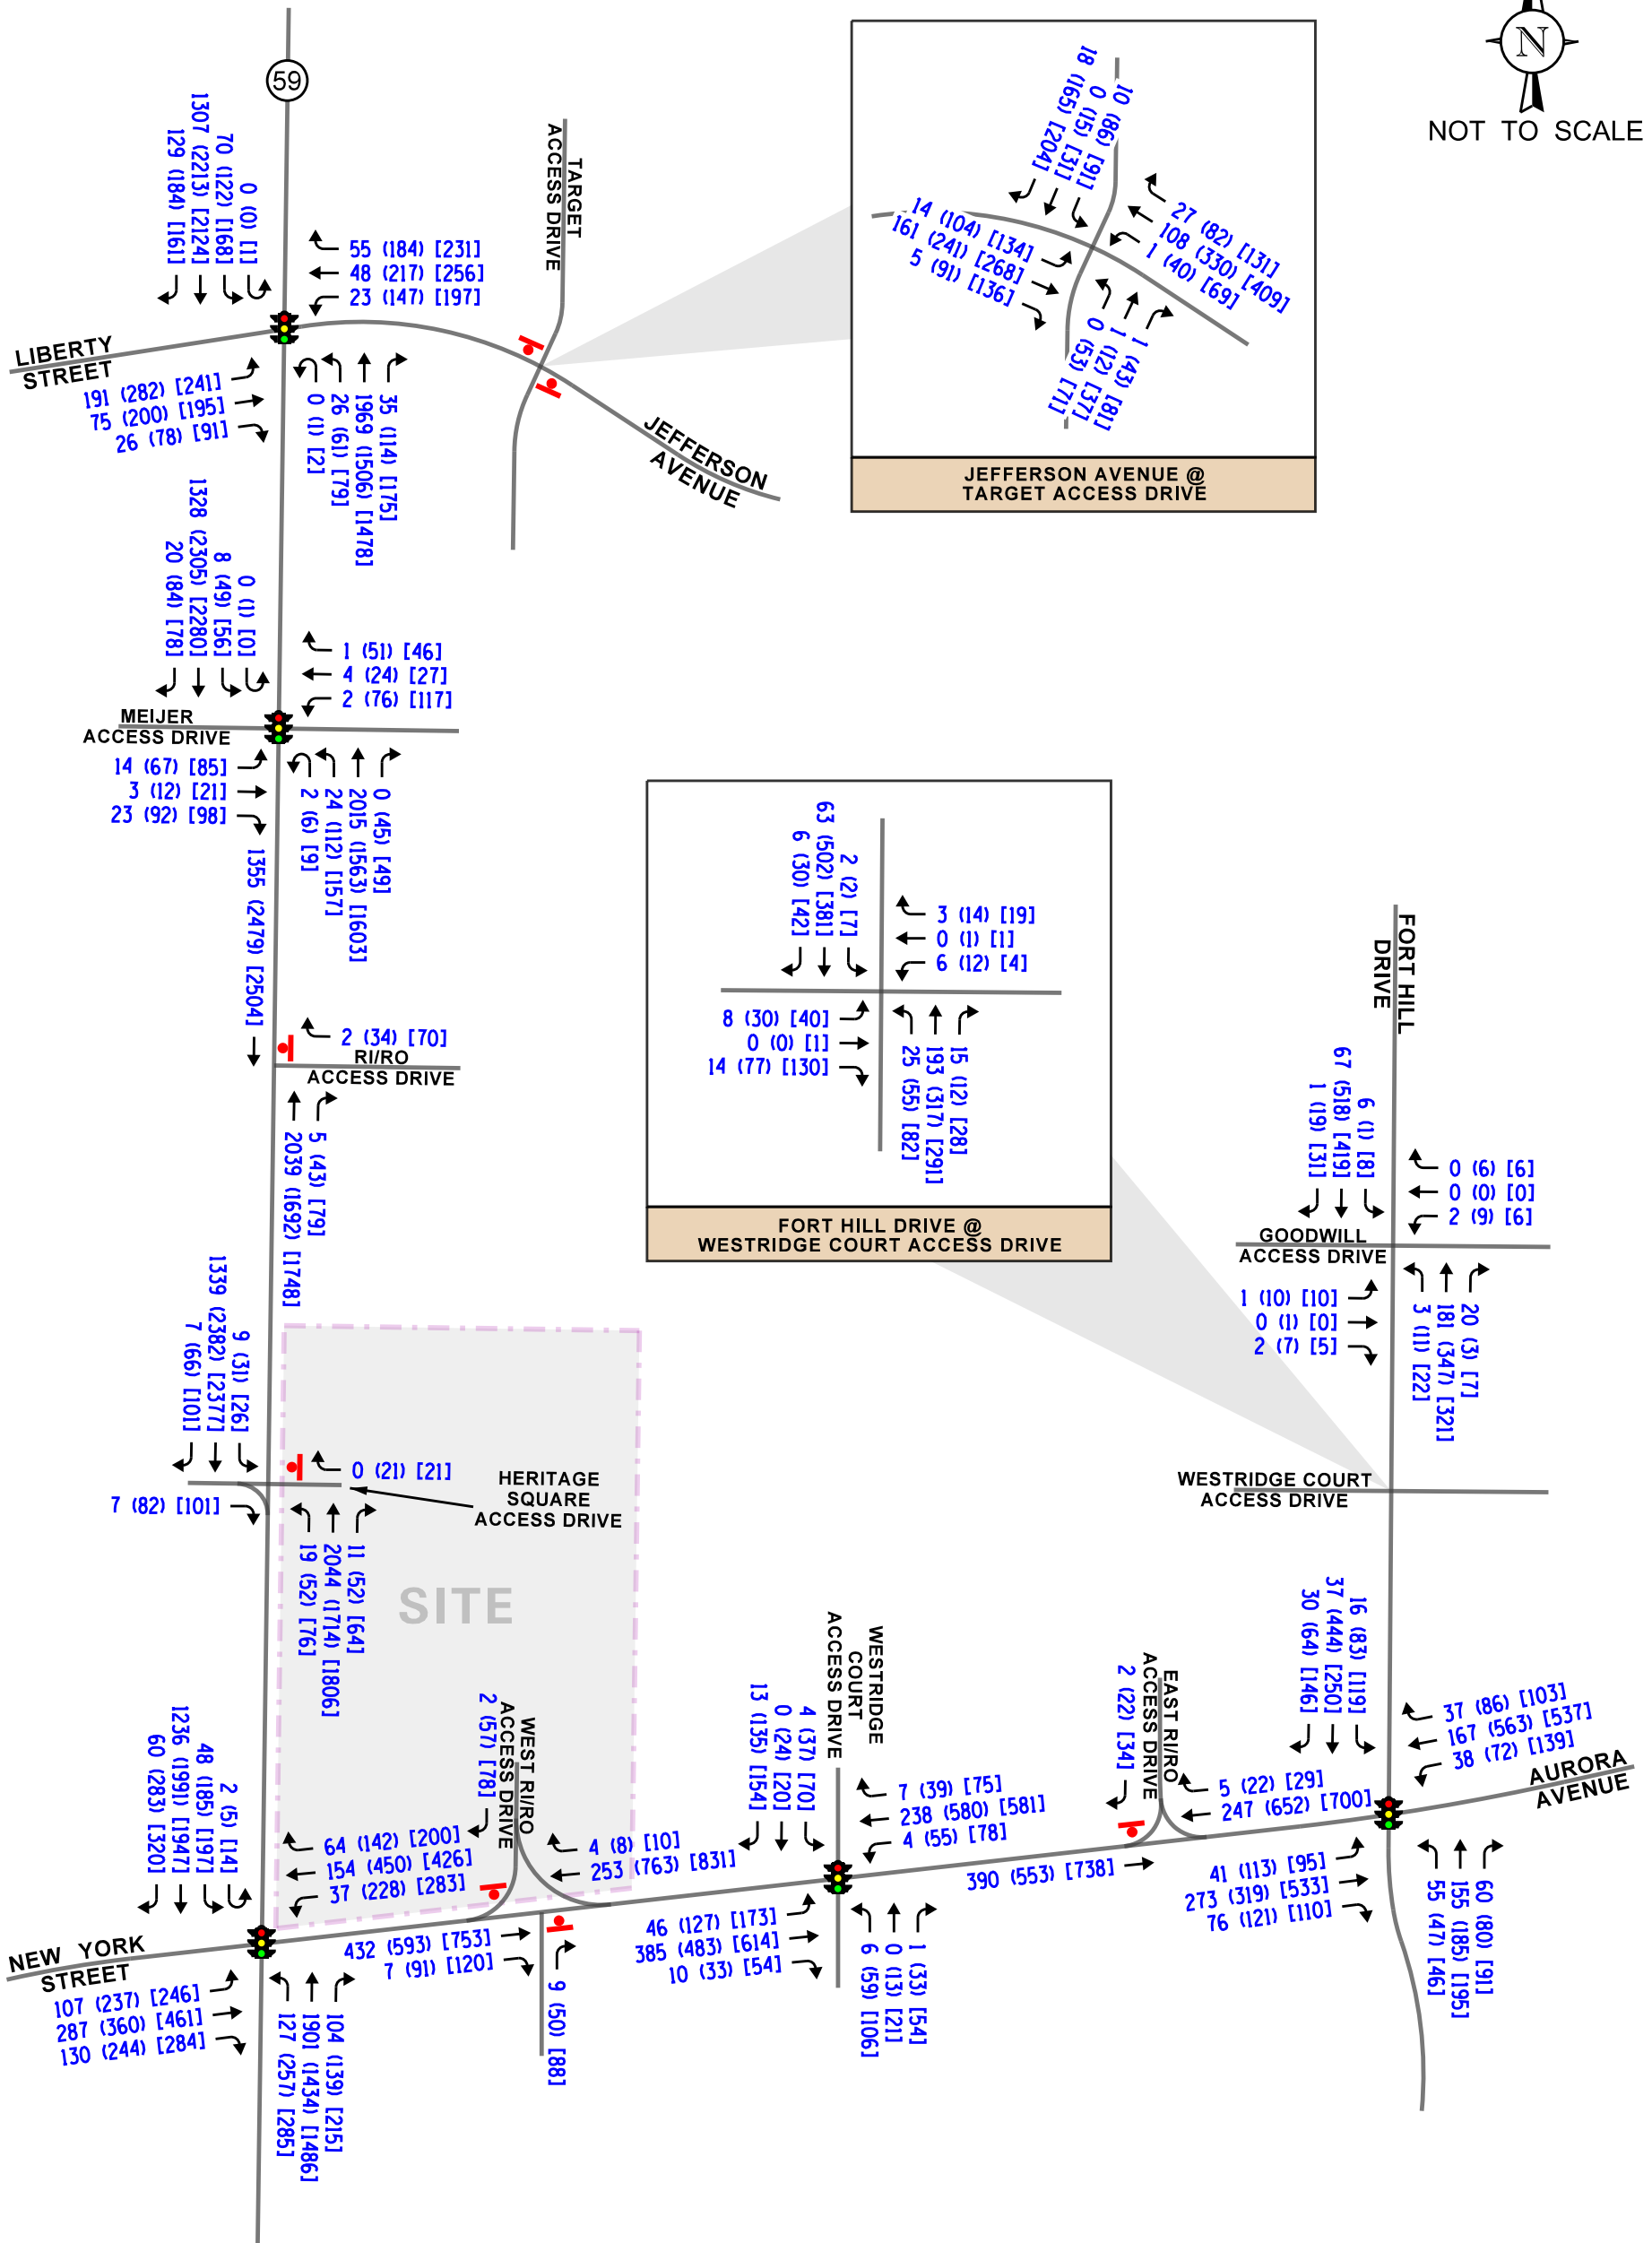 N
NOT TO SCALE
59
1307 (2213) [2124]
129 (184) [161]
70 (122) [168]
0 (0) [1]
55 (184) [231]
48 (217) [256]
23 (147) [197]
TARGET
ACCESS DRIVE
LIBERTY
STREET
191 (282) [241]
75 (200) [195]
26 (78) [91]
35 (114) [175]
1969 (1506) [1478]
26 (61) [79]
0 (1) [2]
JEFFERSON
AVENUE
10 (86) [91]
0 (15) [31]
18 (165) [204]
27 (82) [131]
108 (330) [409]
1 (40) [69]
14 (104) [134]
161 (241) [268]
5 (91) [136]
1 (43) [81]
1 (12) [37]
0 (53) [71]
JEFFERSON AVENUE @
TARGET ACCESS DRIVE
0 (1) [0]
8 (49) [56]
1328 (2305) [2280]
20 (84) [78]
1 (51) [46]
4 (24) [27]
2 (76) [117]
MEIJER
ACCESS DRIVE
14 (67) [85]
3 (12) [21]
23 (92) [98]
0 (45) [49]
2015 (1563) [1603]
24 (112) [157]
2 (6) [9]
1355 (2479) [2504]
2 (34) [70]
RI/RO
ACCESS DRIVE
5 (43) [79]
2039 (1692) [1748]
2 (2) [7]
63 (502) [381]
6 (30) [42]
3 (14) [19]
0 (1) [1]
6 (12) [4]
8 (30) [40]
0 (0) [1]
14 (77) [130]
15 (12) [28]
193 (317) [291]
25 (55) [82]
FORT HILL DRIVE @
WESTRIDGE COURT ACCESS DRIVE
FORT HILL
DRIVE
6 (1) [8]
67 (518) [419]
1 (19) [31]
0 (6) [6]
0 (0) [0]
2 (9) [6]
GOODWILL
ACCESS DRIVE
1 (10) [10]
0 (1) [0]
2 (7) [5]
20 (3) [7]
181 (347) [321]
3 (11) [22]
9 (31) [26]
1339 (2382) [2377]
7 (66) [101]
0 (21) [21]
HERITAGE
SQUARE
ACCESS DRIVE
7 (82) [101]
11 (52) [64]
2044 (1714) [1806]
19 (52) [76]
SITE
WESTRIDGE COURT
ACCESS DRIVE
2 (5) [14]
48 (185) [197]
1236 (1991) [1947]
60 (283) [320]
64 (142) [200]
154 (450) [426]
37 (228) [283]
2 (57) [78]
WEST RI/RO
ACCESS DRIVE
4 (8) [10]
253 (763) [831]
NEW YORK
STREET
107 (237) [246]
287 (360) [461]
130 (244) [284]
104 (139) [215]
1901 (1434) [1486]
127 (257) [285]
432 (593) [753]
7 (91) [120]
9 (50) [88]
WESTRIDGE
COURT
ACCESS DRIVE
4 (37) [70]
0 (24) [20]
13 (135) [154]
7 (39) [75]
238 (580) [581]
4 (55) [78]
46 (127) [173]
385 (483) [614]
10 (33) [54]
1 (33) [54]
0 (13) [21]
6 (59) [106]
EAST RI/RO
ACCESS DRIVE
2 (22) [34]
5 (22) [29]
247 (652) [700]
390 (553) [738]
16 (83) [119]
37 (444) [250]
30 (64) [146]
37 (86) [103]
167 (563) [537]
38 (72) [139]
AURORA
AVENUE
41 (113) [95]
273 (319) [533]
76 (121) [110]
60 (80) [91]
155 (185) [195]
55 (47) [46]